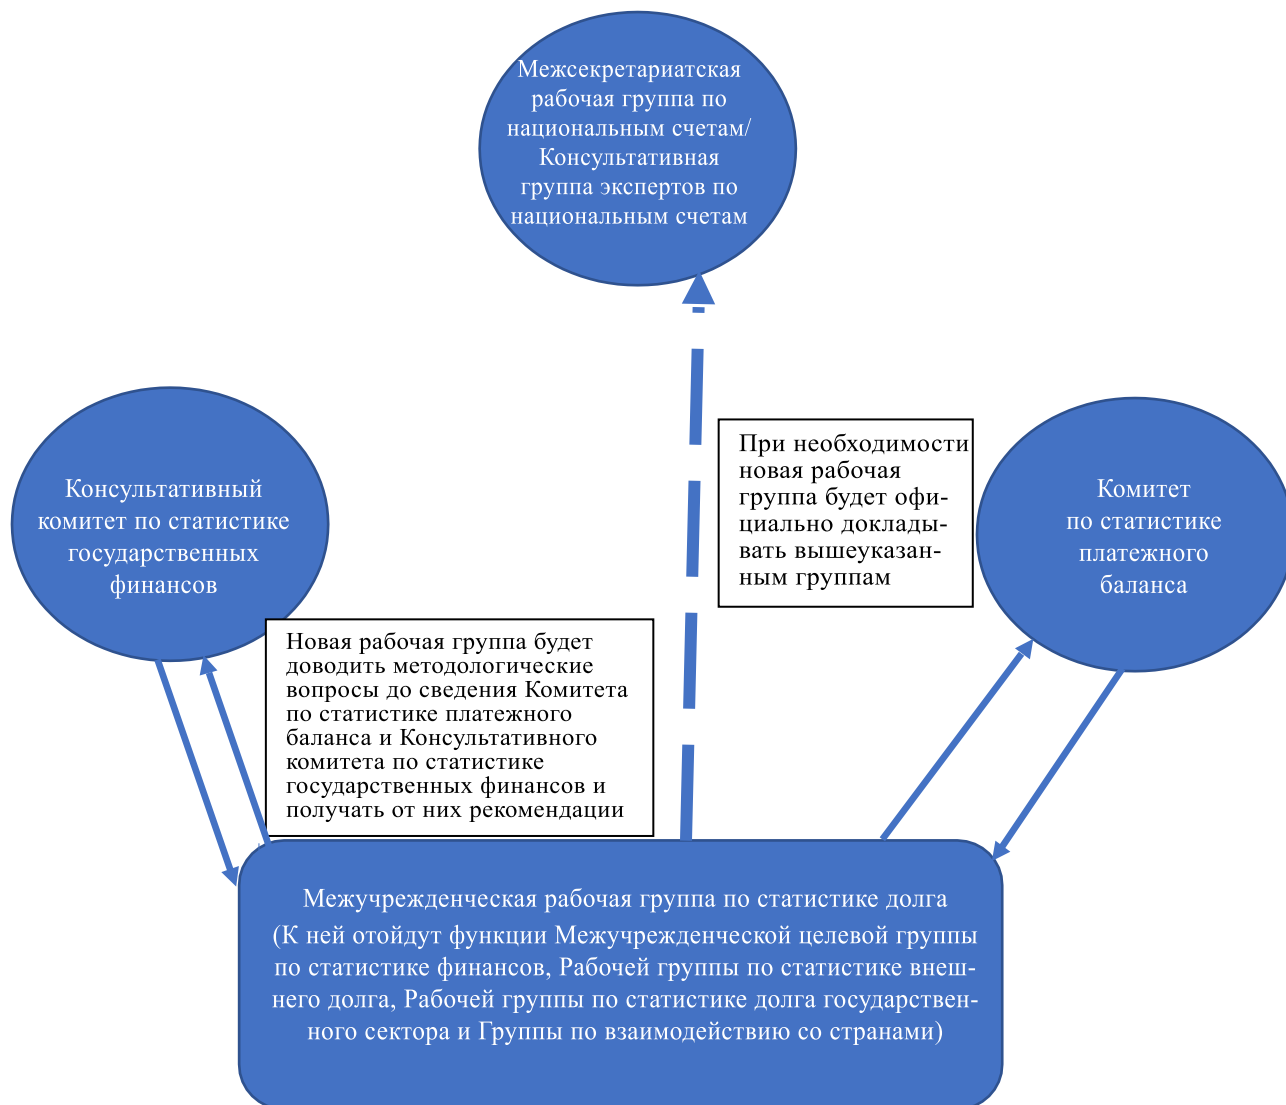 Межсекретариатская
рабочая группа по
национальным счетам/
Консультативная
группа экспертов по
национальным счетам
Консультативный
комитет по статистике
государственных
финансов
При необходимости
новая рабочая
группа будет офи-
циально доклады-
вать вышеуказан-
ным группам
Комитет
по статистике
платежного
баланса
Новая рабочая группа будет
доводить методологические
вопросы до сведения Комитета
по статистике платежного
баланса и Консультативного
комитета по статистике
государственных финансов и
получать от них рекомендации
Межучрежденческая рабочая группа по статистике долга
(К ней отойдут функции Межучрежденческой целевой группы
по статистике финансов, Рабочей группы по статистике внеш-
него долга, Рабочей группы по статистике долга государствен-
ного сектора и Группы по взаимодействию со странами)